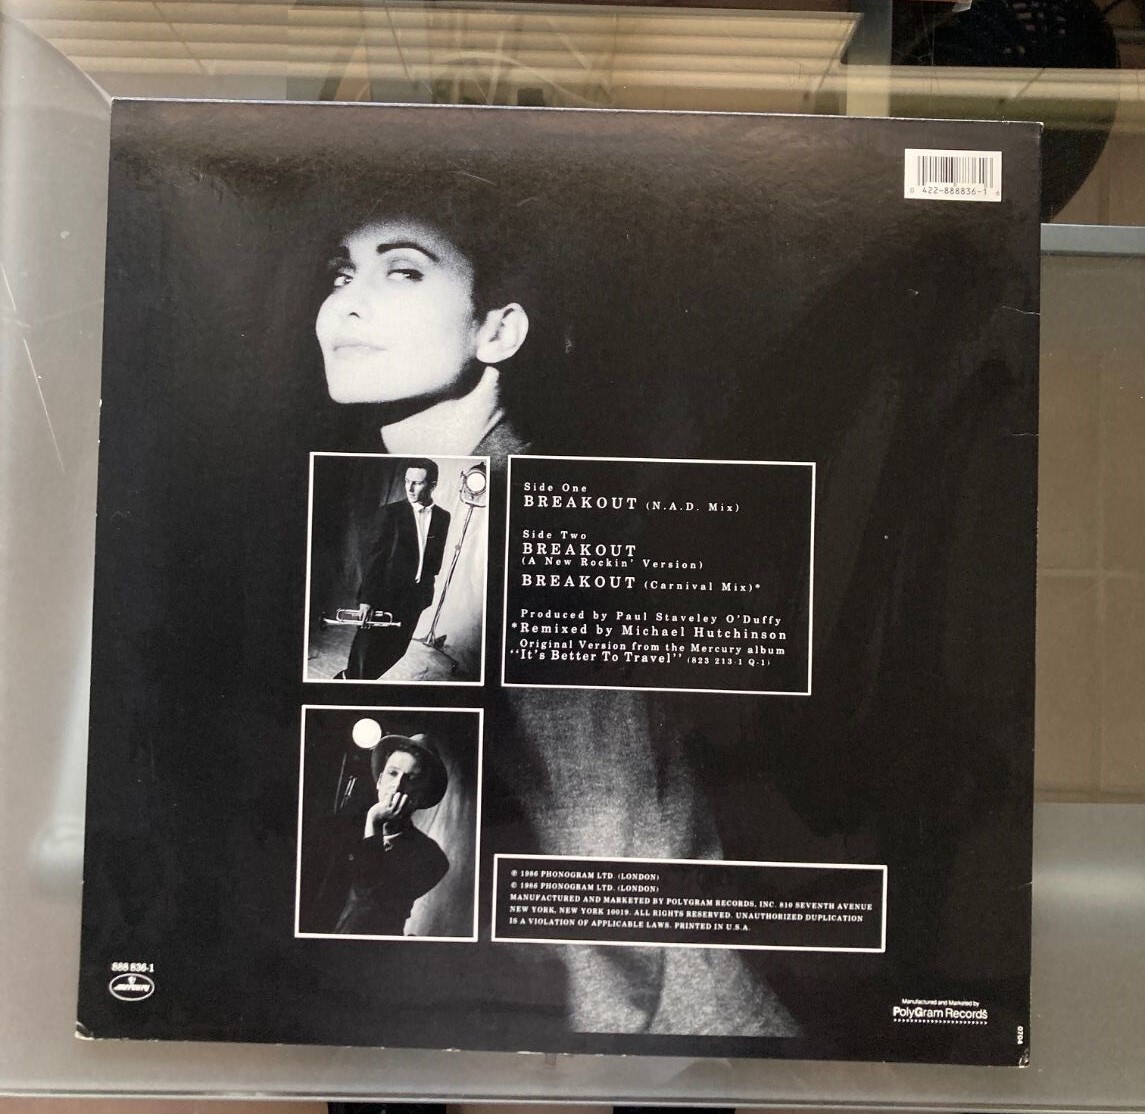 0 422-888836-1 4
Side One
BREAKOUT (N.A.D. Mix)
Side Two
BREAKOUT
(A New Rockin' Version)
BREAKOUT (Carnival Mix)*
Produced by Paul Staveley O'Duffy
*Remixed by Michael Hutchinson
Original Version from the Mercury album
"It's Better To Travel" (823 213-1 Q-1)
℗ 1986 PHONOGRAM LTD. (LONDON)
© 1986 PHONOGRAM LTD. (LONDON)
MANUFACTURED AND MARKETED BY POLYGRAM RECORDS, INC. 810 SEVENTH AVENUE
NEW YORK, NEW YORK 10019. ALL RIGHTS RESERVED. UNAUTHORIZED DUPLICATION
IS A VIOLATION OF APPLICABLE LAWS. PRINTED IN U.S.A.
888 836-1
mercury
Manufactured and Marketed by
PolyGram Records
0704